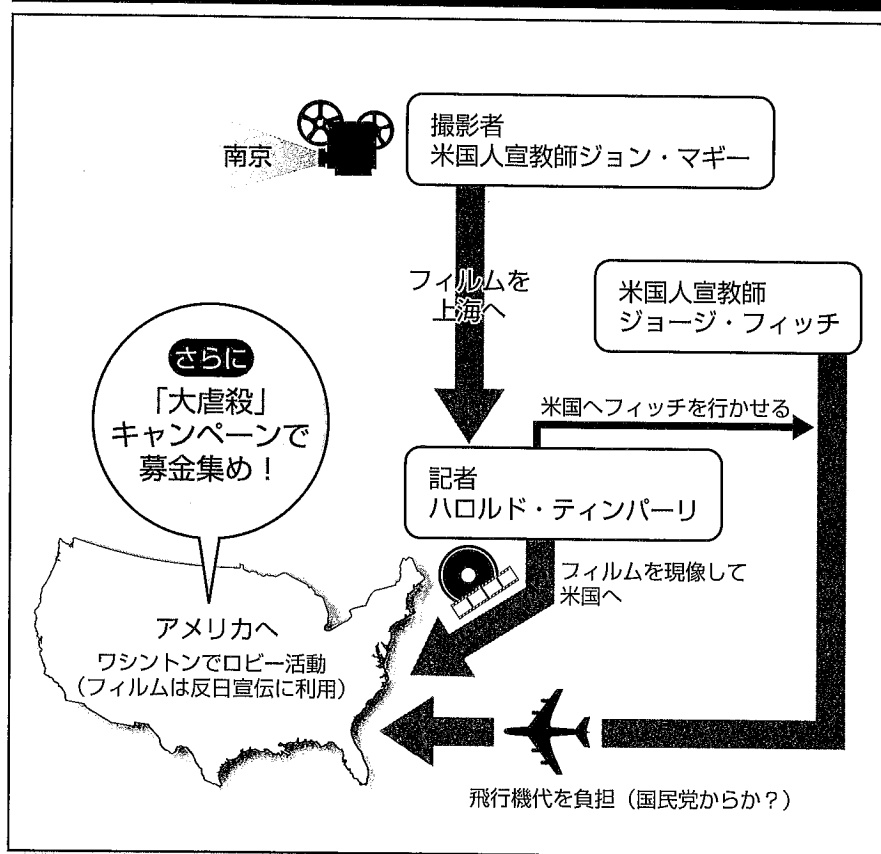 南京
撮影者
米国人宣教師ジョン・マギー
フィルムを
上海へ
米国人宣教師
ジョージ・フィッチ
さらに
「大虐殺」
キャンペーンで
募金集め！
米国へフィッチを行かせる
記者
ハロルド・ティンパーリ
フィルムを現像して
米国へ
アメリカへ
ワシントンでロビー活動
（フィルムは反日宣伝に利用）
飛行機代を負担（国民党からか？）